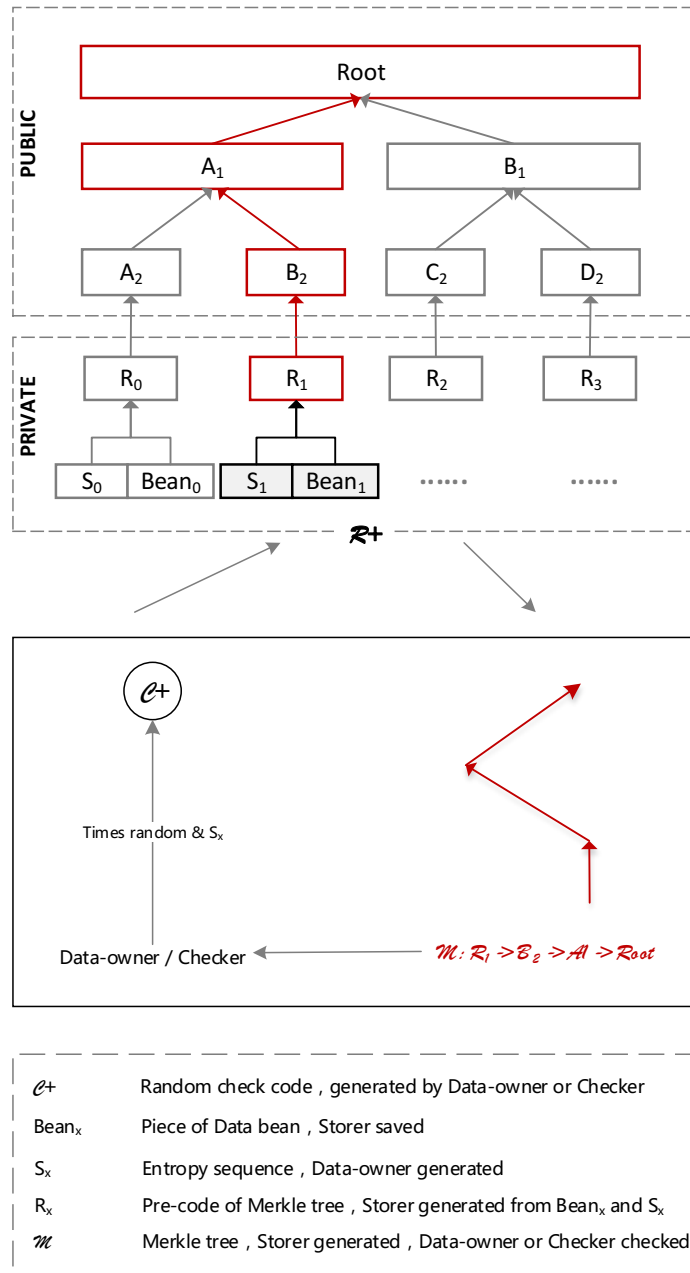 Root
PUBLIC
A₁ B₁
A₂ B₂ C₂ D₂
PRIVATE
R₀ R₁ R₂ R₃
S₀ Bean₀ S₁ Bean₁ ...... ......
𝓡+
𝓒+
Times random & Sₓ
Data-owner / Checker
𝓜: R₁ ->B₂ ->A1 ->Root
𝓒+ Random check code , generated by Data-owner or Checker
Beanₓ Piece of Data bean , Storer saved
Sₓ Entropy sequence , Data-owner generated
Rₓ Pre-code of Merkle tree , Storer generated from Beanₓ and Sₓ
𝓜 Merkle tree , Storer generated , Data-owner or Checker checked